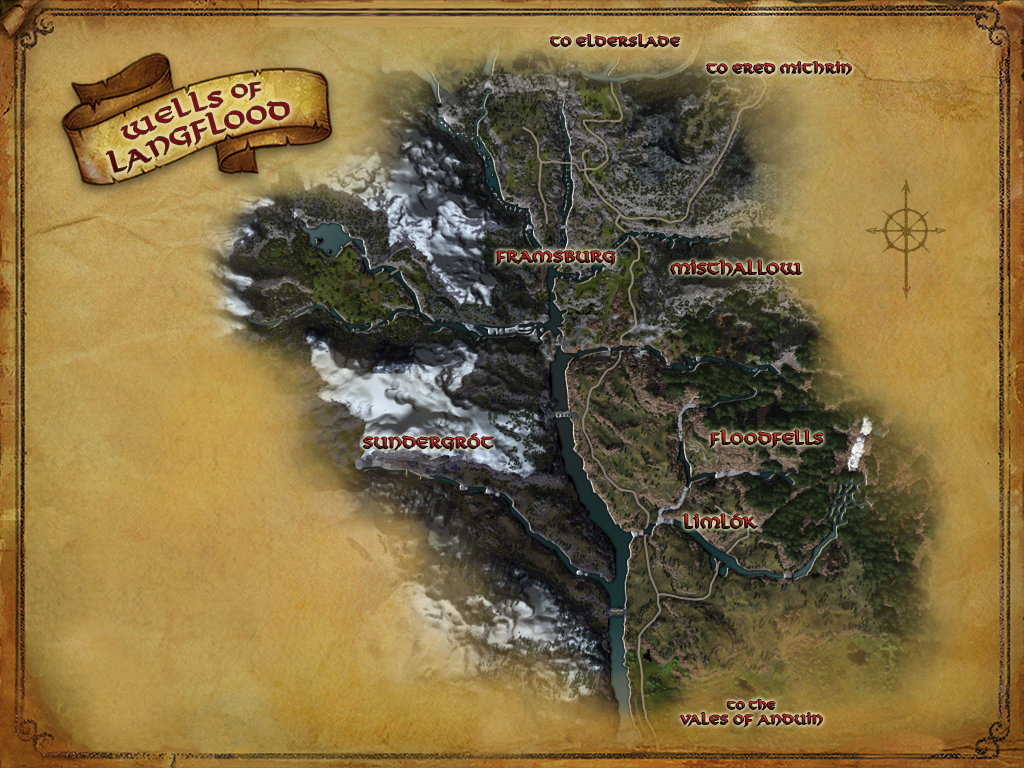 TO ELDERSLADE
TO ERED MITHRIN
WELLS OF
LANGFLOOD
FRAMSBURG
MISTHALLOW
FLOODFELLS
SUNDERGRÓT
LIMLÓK
TO THE
VALES OF ANDUIN